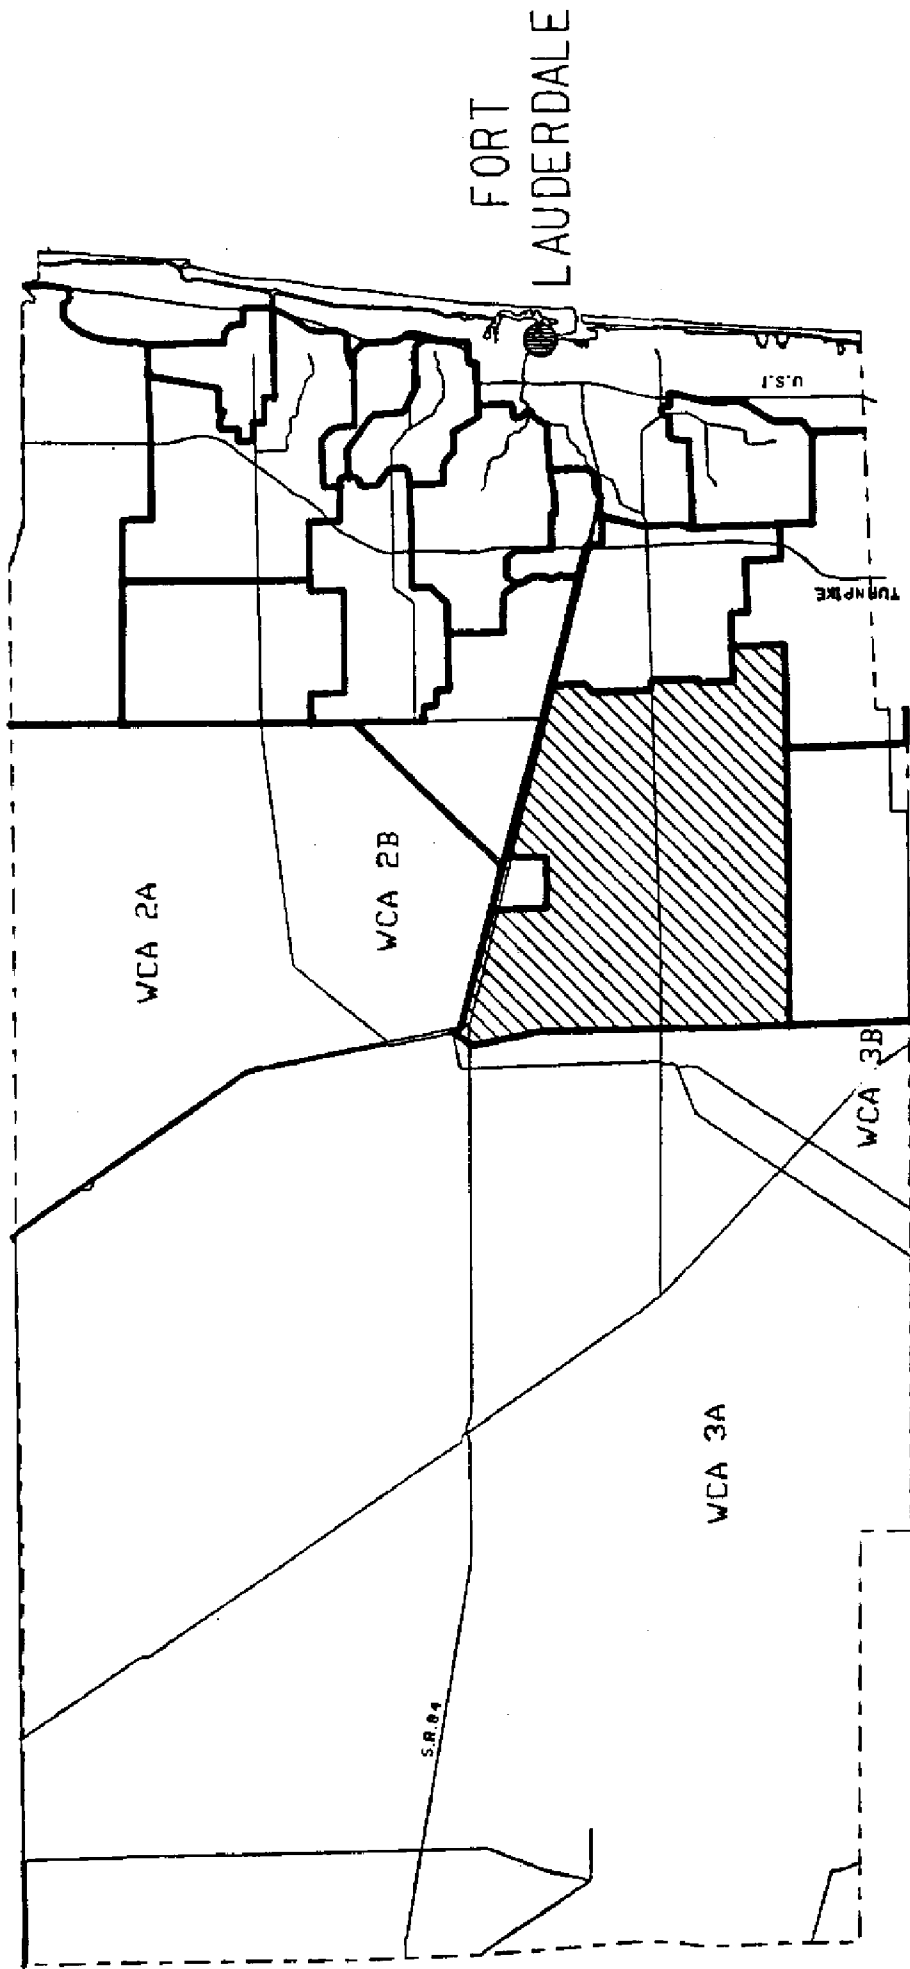 FORT
LAUDERDALE
U.S.1
TURNPIKE
WCA 2A
WCA 2B
WCA 3B
WCA 3A
S.R.84